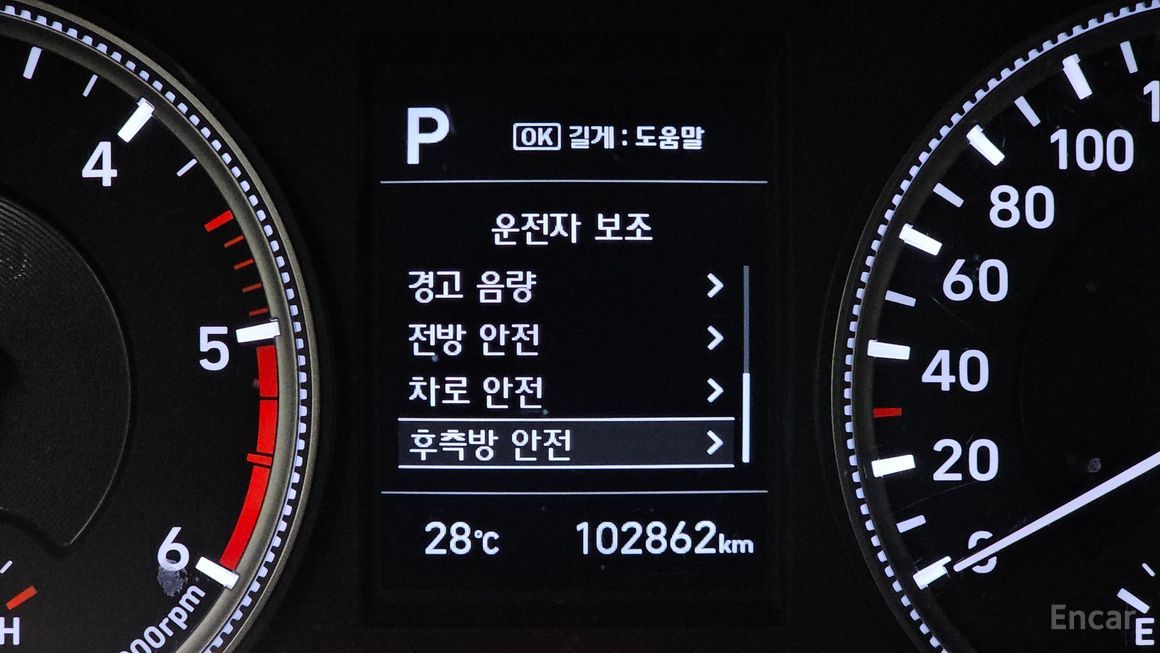 P
OK 길게 : 도움말
운전자 보조
경고 음량
전방 안전
차로 안전
후측방 안전
28℃ 102862km
4
5
6
H
100
80
60
40
20
0
E
Encar